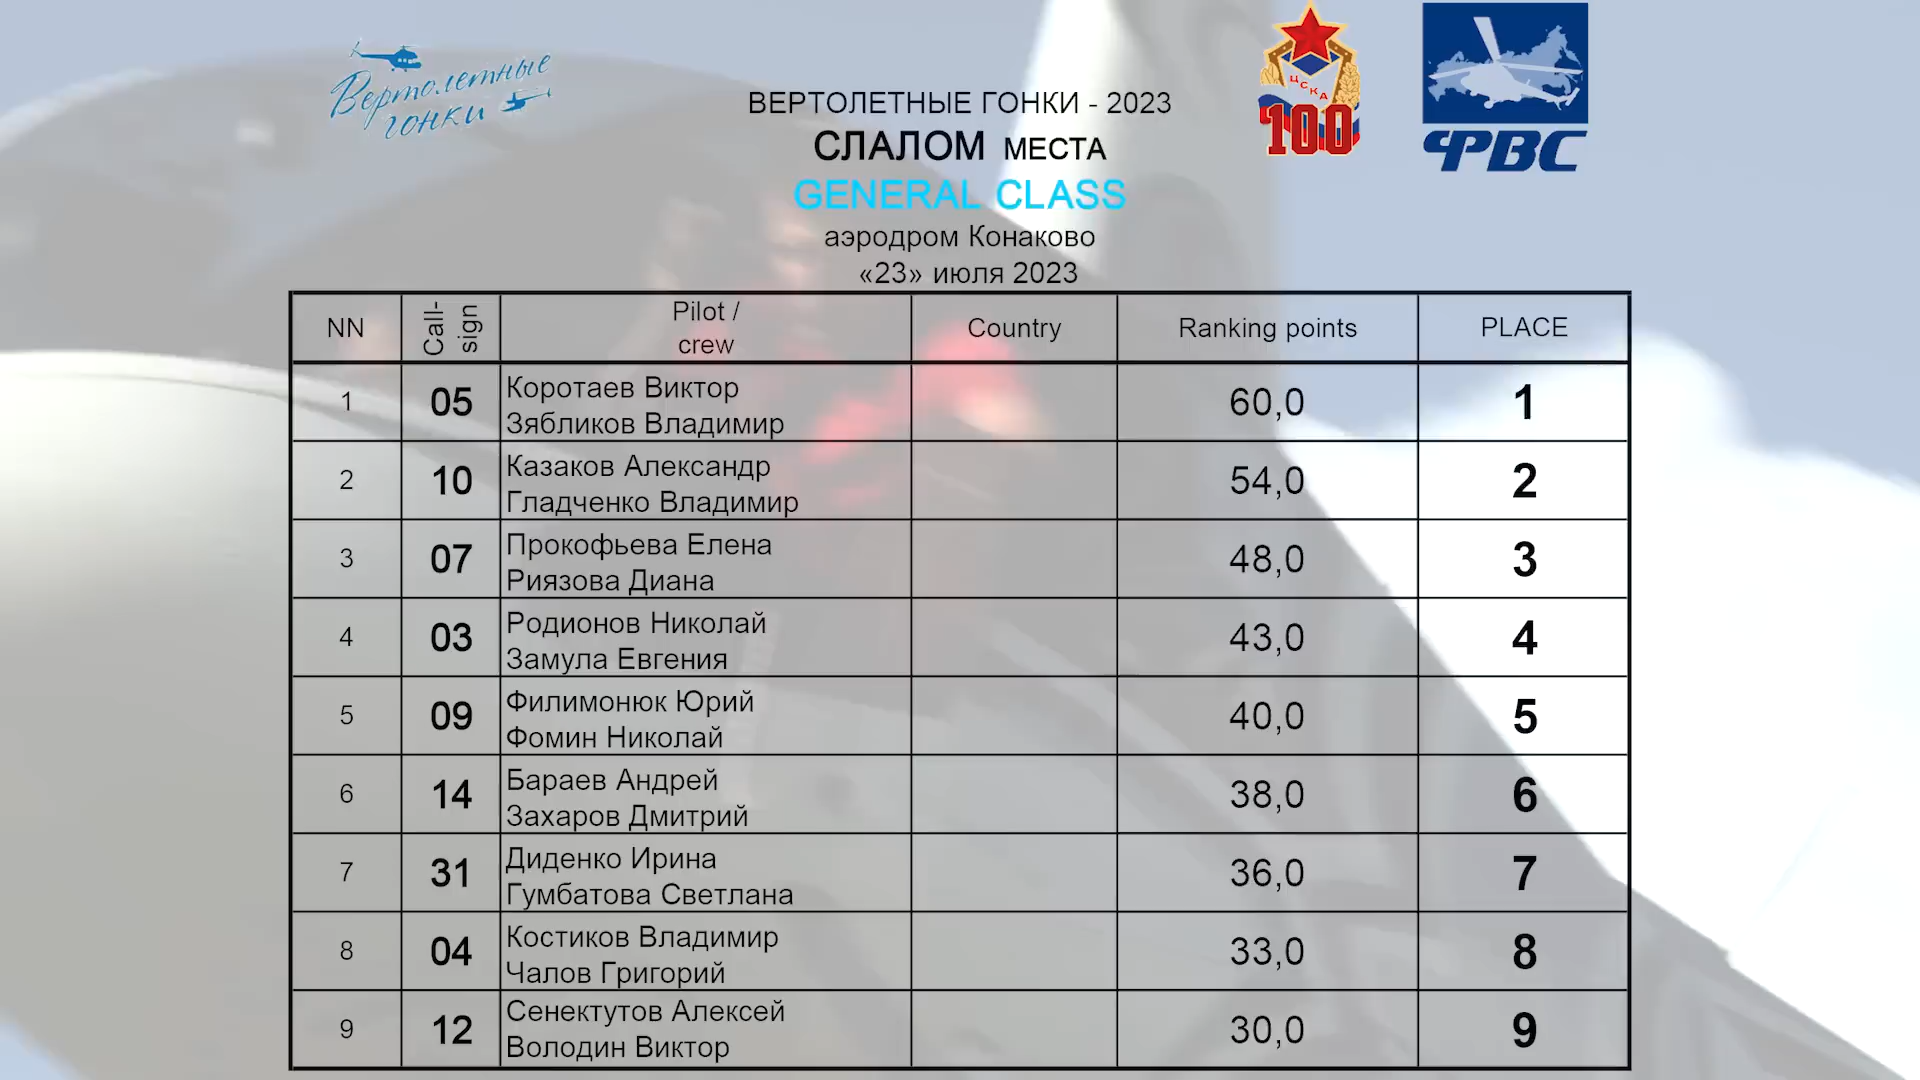 Вертолетные
гонки
ЦСКА
100
ФВС
ВЕРТОЛЕТНЫЕ ГОНКИ - 2023
СЛАЛОМ МЕСТА
GENERAL CLASS
аэродром Конаково
«23» июля 2023
NN Call-sign Pilot / crew Country Ranking points PLACE
1 05 Коротаев Виктор 60,0 1
Зябликов Владимир
2 10 Казаков Александр 54,0 2
Гладченко Владимир
3 07 Прокофьева Елена 48,0 3
Риязова Диана
4 03 Родионов Николай 43,0 4
Замула Евгения
5 09 Филимонюк Юрий 40,0 5
Фомин Николай
6 14 Бараев Андрей 38,0 6
Захаров Дмитрий
7 31 Диденко Ирина 36,0 7
Гумбатова Светлана
8 04 Костиков Владимир 33,0 8
Чалов Григорий
9 12 Сенектутов Алексей 30,0 9
Володин Виктор